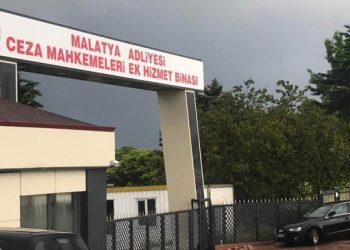 MALATYA ADLİYESİ
CEZA MAHKEMELERİ EK HİZMET BİNASI